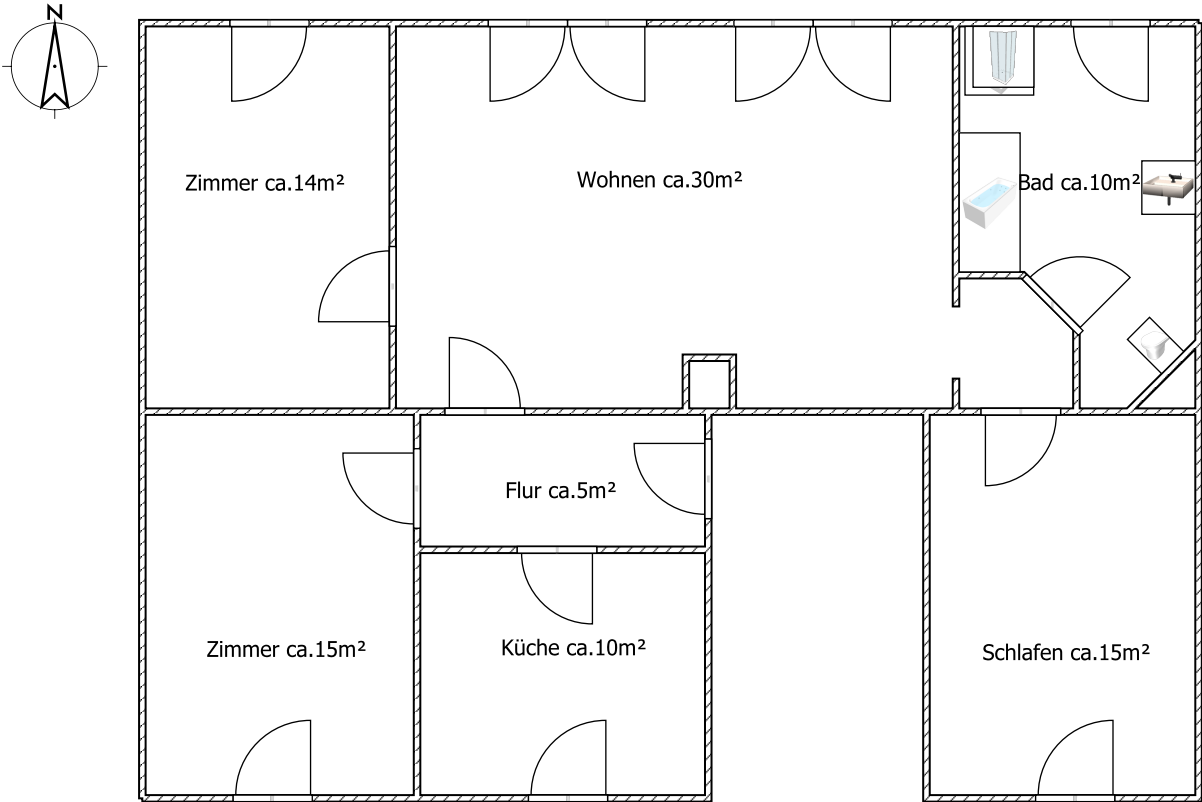 N
Zimmer ca.14m²
Wohnen ca.30m²
Bad ca.10m²
Flur ca.5m²
Zimmer ca.15m²
Küche ca.10m²
Schlafen ca.15m²